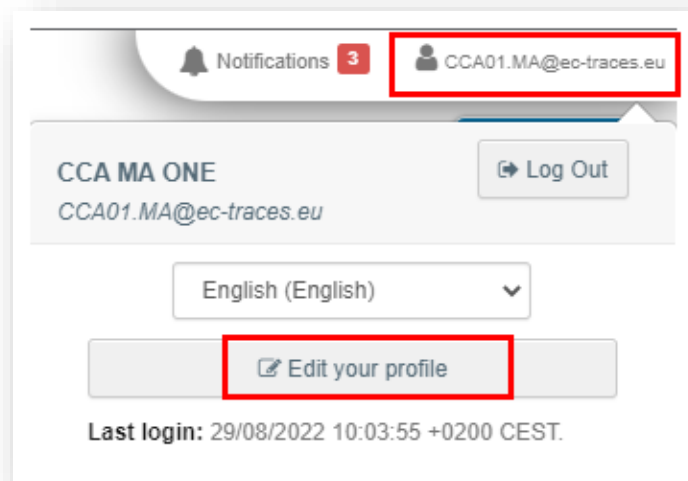 Notifications 3 CCA01.MA@ec-traces.eu
CCA MA ONE
Log Out
CCA01.MA@ec-traces.eu
English (English)
Edit your profile
Last login: 29/08/2022 10:03:55 +0200 CEST.